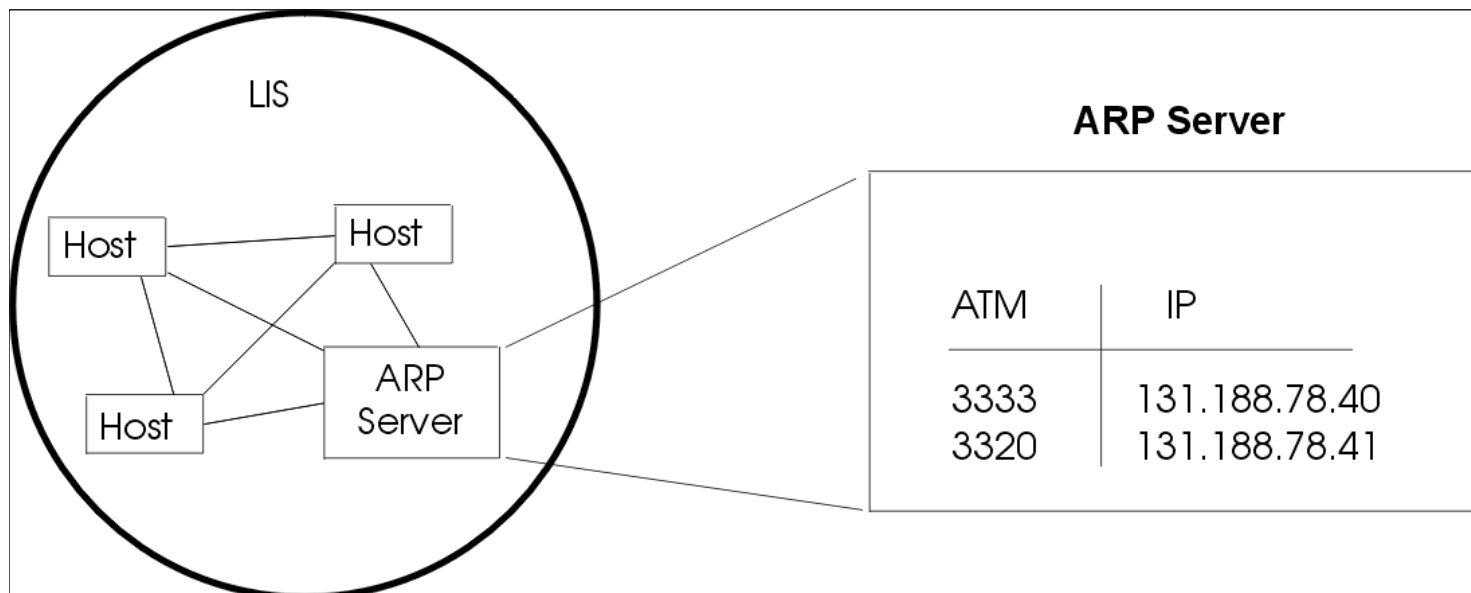 LIS
Host
Host
Host
ARP
Server
ARP Server
ATM IP
3333 131.188.78.40
3320 131.188.78.41